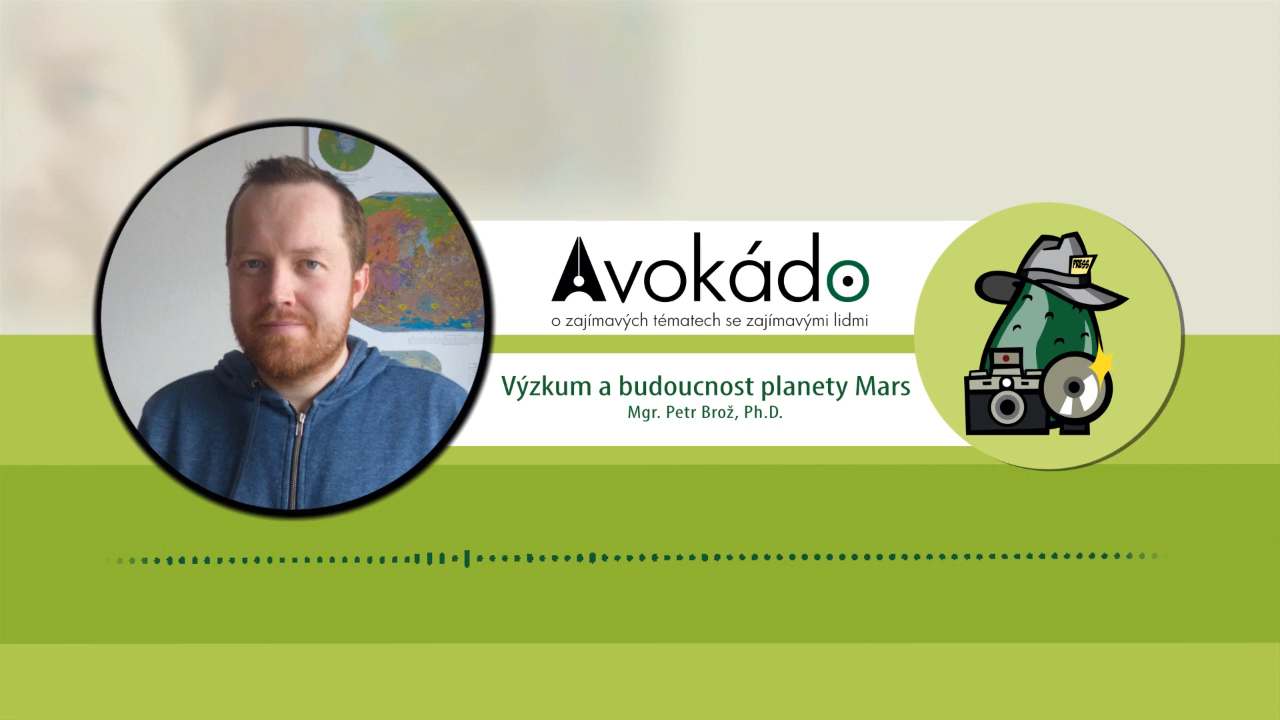 Avokádo
o zajímavých tématech se zajímavými lidmi
Výzkum a budoucnost planety Mars
Mgr. Petr Brož, Ph.D.
PRESS